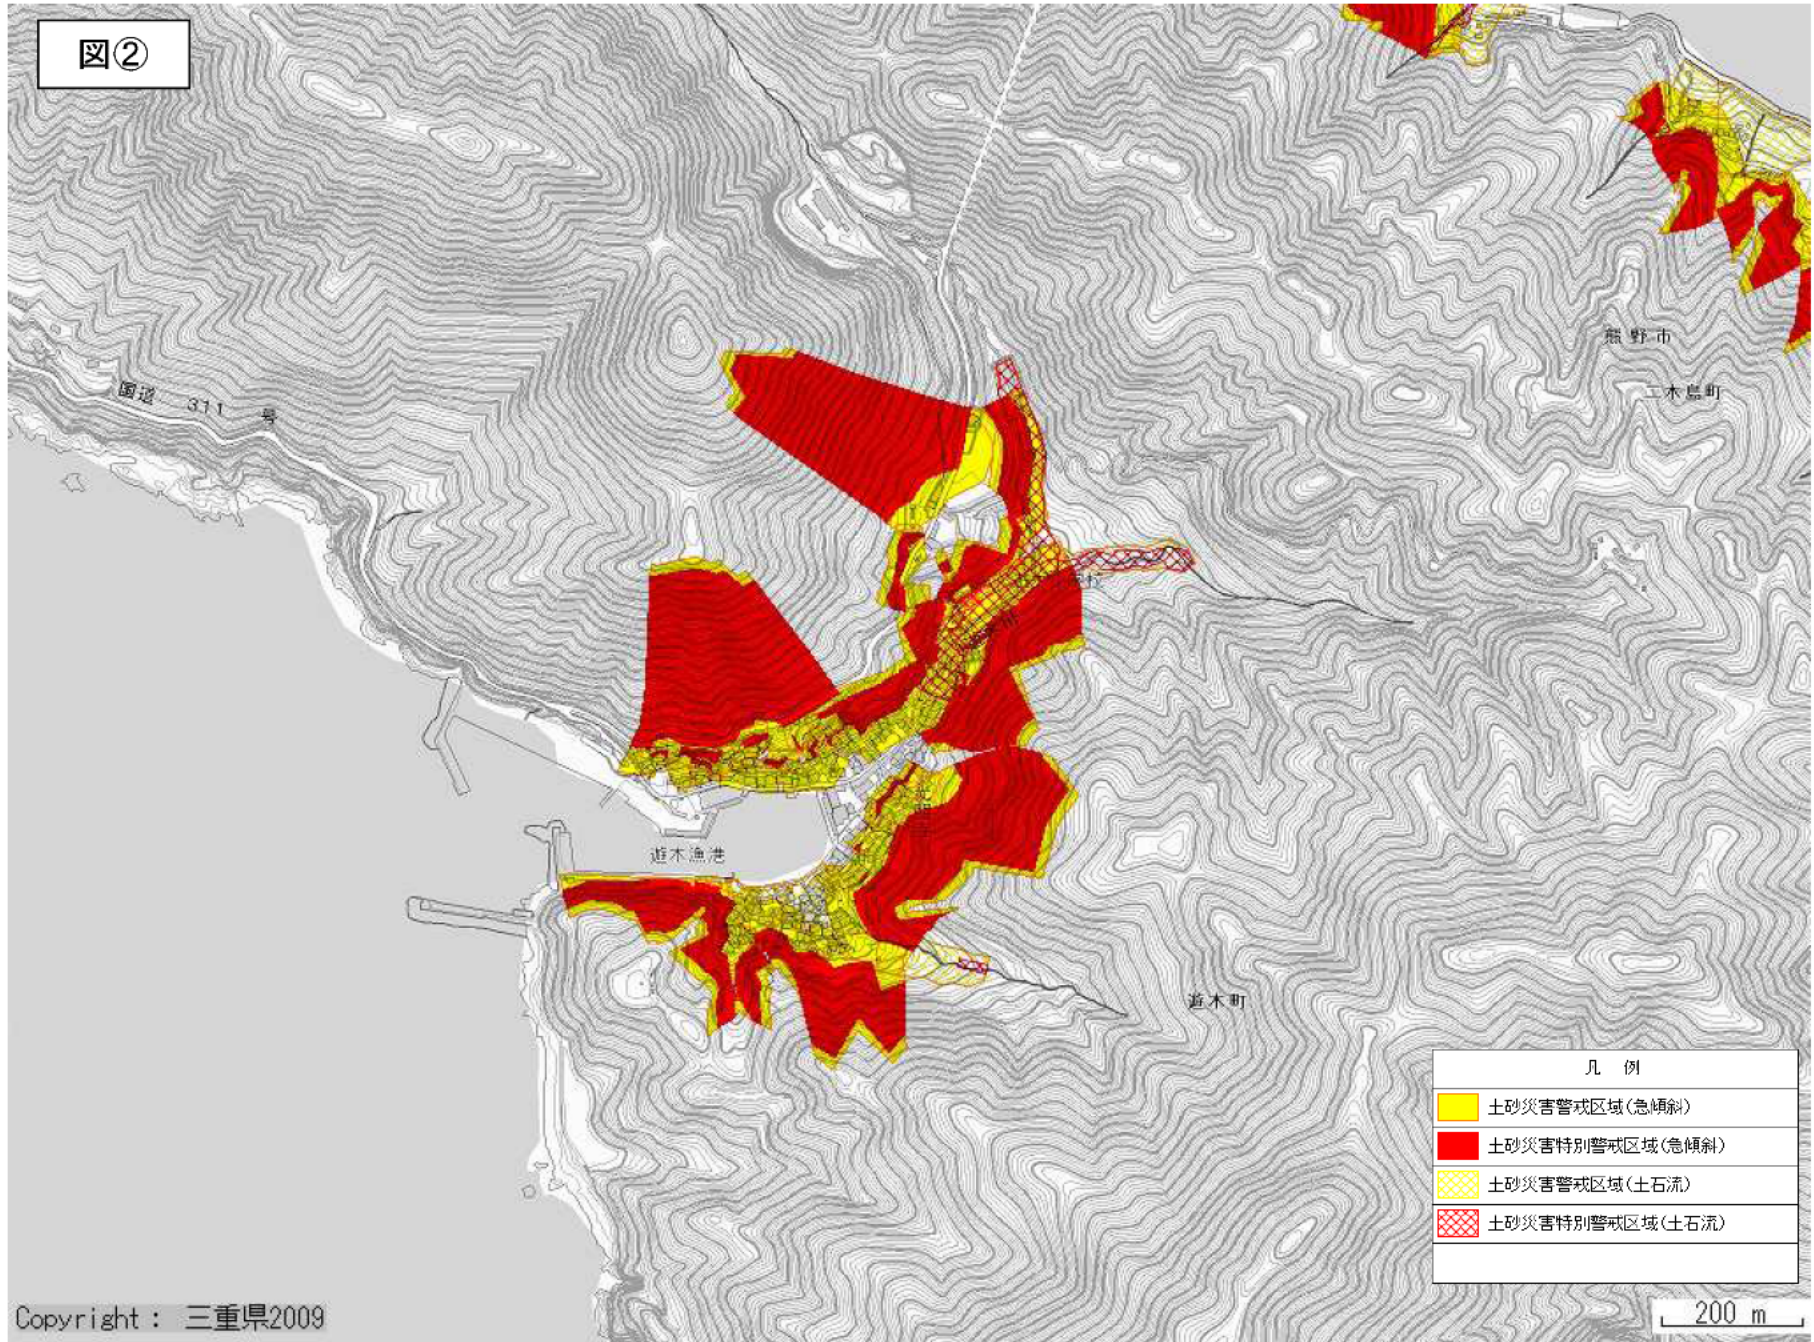 図②
熊野市
二木島町
国道 311 号
遊木漁港
遊木町
凡 例
土砂災害警戒区域(急傾斜)
土砂災害特別警戒区域(急傾斜)
土砂災害警戒区域(土石流)
土砂災害特別警戒区域(土石流)
Copyright : 三重県2009
200 m